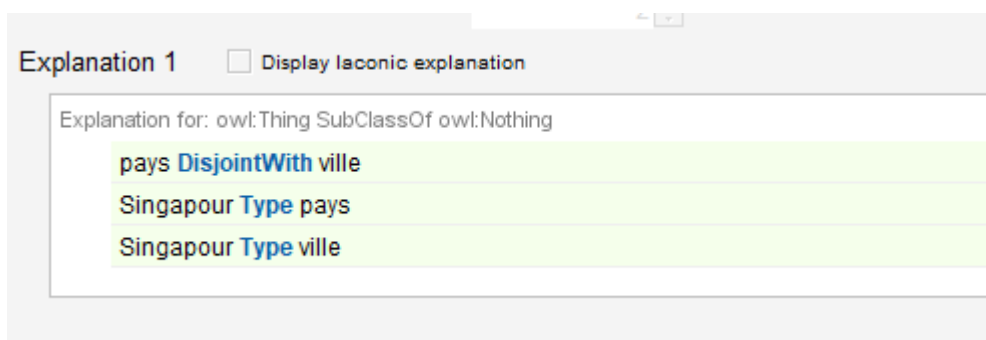 2
Explanation 1 Display laconic explanation
Explanation for: owl:Thing SubClassOf owl:Nothing
pays DisjointWith ville
Singapour Type pays
Singapour Type ville